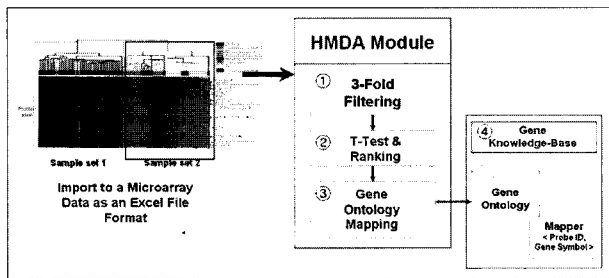 Sample set 1
Sample set 2
Import to a Microarray
Data as an Excel File
Format
HMDA Module
① 3-Fold
Filtering
② T-Test &
Ranking
③ Gene
Ontology
Mapping
④ Gene
Knowledge-Base
Gene
Ontology
Mapper
< Probe ID,
Gene Symbol >